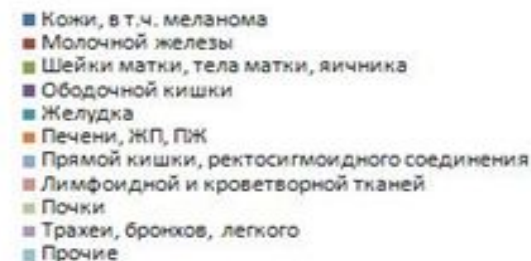 Кожи, в т.ч. меланома
Молочной железы
Шейки матки, тела матки, яичника
Ободочной кишки
Желудка
Печени, ЖП, ПЖ
Прямой кишки, ректосигмоидного соединения
Лимфоидной и кроветворной тканей
Почки
Трахеи, бронхов, легкого
Прочие